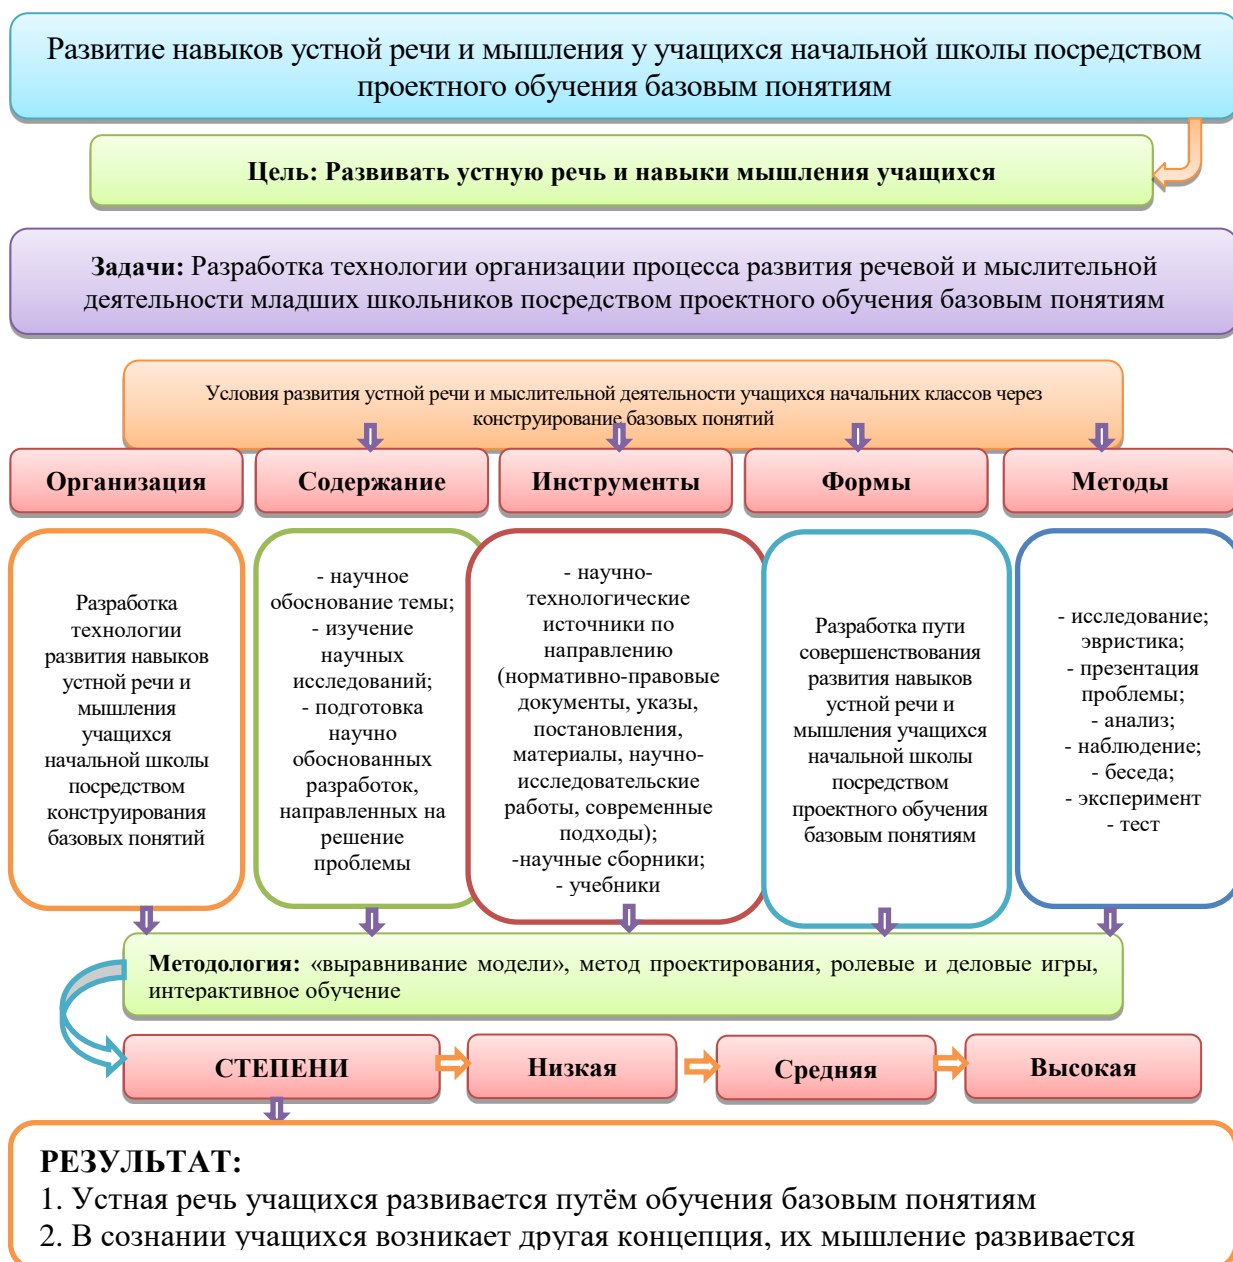 Развитие навыков устной речи и мышления у учащихся начальной школы посредством
проектного обучения базовым понятиям
Цель: Развивать устную речь и навыки мышления учащихся
Задачи: Разработка технологии организации процесса развития речевой и мыслительной
деятельности младших школьников посредством проектного обучения базовым понятиям
Условия развития устной речи и мыслительной деятельности учащихся начальних классов через
конструирование базовых понятий
Организация
Содержание
Инструменты
Формы
Методы
Разработка
технологии
развития навыков
устной речи и
мышления
учащихся
начальной школы
посредством
конструирования
базовых понятий
- научное
обоснование темы;
- изучение
научных
исследований;
- подготовка
научно
обоснованных
разработок,
направленных на
решение
проблемы
- научно-
технологические
источники по
направлению
(нормативно-правовые
документы, указы,
постановления,
материалы, научно-
исследовательские
работы, современные
подходы);
-научные сборники;
- учебники
Разработка пути
совершенствования
развития навыков
устной речи и
мышления учащихся
начальной школы
посредством
проектного обучения
базовым понятиям
- исследование;
эвристика;
- презентация
проблемы;
- анализ;
- наблюдение;
- беседа;
- эксперимент
- тест
Методология: «выравнивание модели», метод проектирования, ролевые и деловые игры,
интерактивное обучение
СТЕПЕНИ
Низкая
Средняя
Высокая
РЕЗУЛЬТАТ:
1. Устная речь учащихся развивается путём обучения базовым понятиям
2. В сознании учащихся возникает другая концепция, их мышление развивается